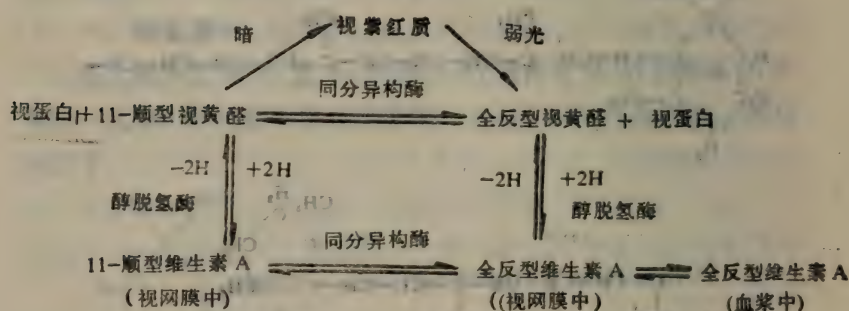 暗 视紫红质 弱光
同分异构酶
视蛋白+11-顺型视黄醛 全反型视黄醛 + 视蛋白
-2H +2H -2H +2H
醇脱氢酶 醇脱氢酶
同分异构酶
11-顺型维生素 A 全反型维生素 A 全反型维生素 A
(视网膜中) ((视网膜中) (血浆中)